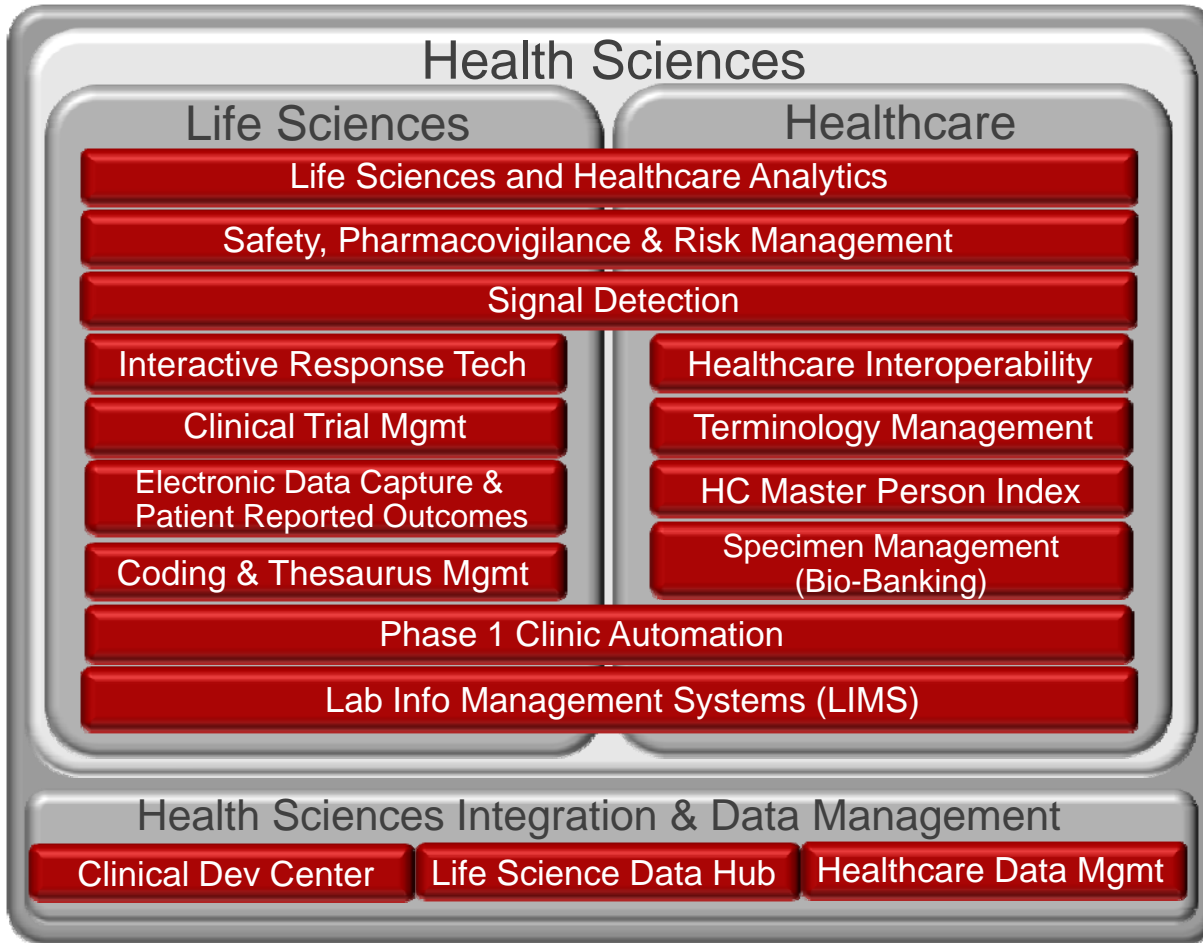 Health Sciences
Life Sciences
Healthcare
Life Sciences and Healthcare Analytics
Safety, Pharmacovigilance & Risk Management
Signal Detection
Interactive Response Tech
Clinical Trial Mgmt
Electronic Data Capture &
Patient Reported Outcomes
Coding & Thesaurus Mgmt
Healthcare Interoperability
Terminology Management
HC Master Person Index
Specimen Management
(Bio-Banking)
Phase 1 Clinic Automation
Lab Info Management Systems (LIMS)
Health Sciences Integration & Data Management
Clinical Dev Center
Life Science Data Hub
Healthcare Data Mgmt